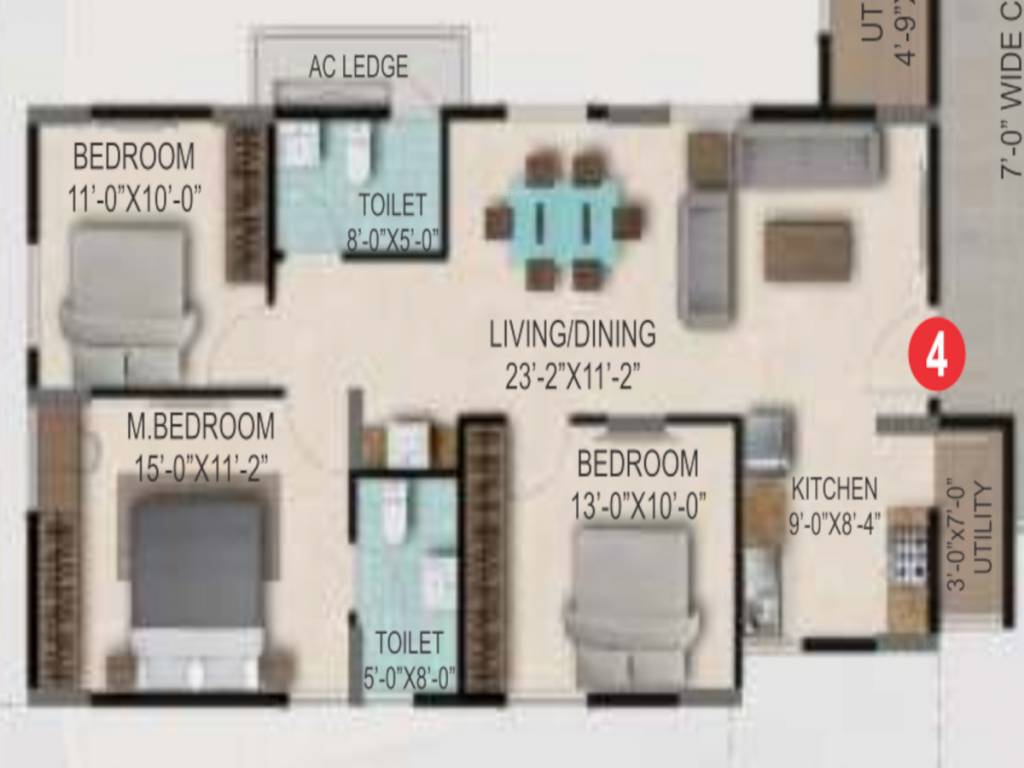 AC LEDGE
BEDROOM
11'-0"X10'-0"
TOILET
8'-0"X5'-0"
LIVING/DINING
23'-2"X11'-2"
4
M.BEDROOM
15'-0"X11'-2"
BEDROOM
13'-0"X10'-0"
KITCHEN
9'-0"X8'-4"
3'-0"x7'-0"
UTILITY
TOILET
5'-0"X8'-0"
UT
4'-9"X
7'-0" WIDE C